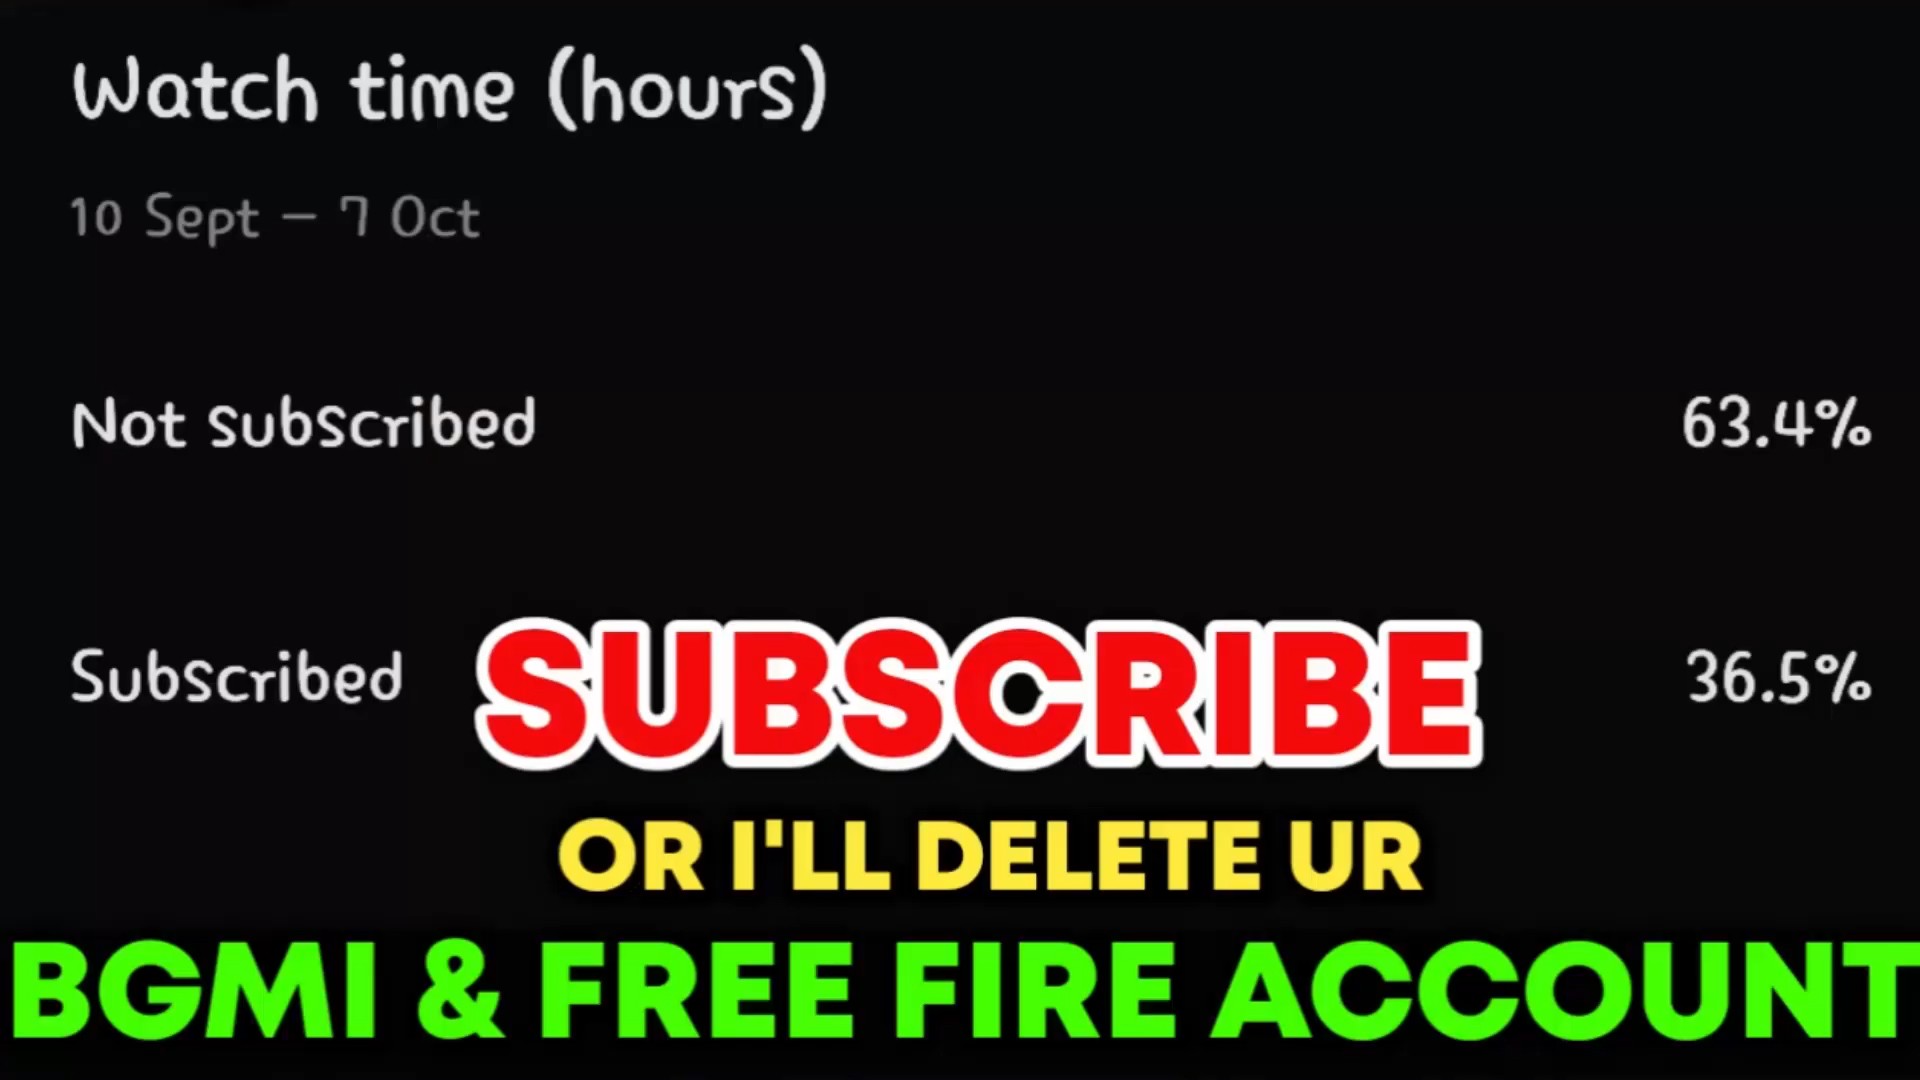 Watch time (hours)
10 Sept – 7 Oct
Not subscribed 63.4%
Subscribed 36.5%
SUBSCRIBE
OR I'LL DELETE UR
BGMI & FREE FIRE ACCOUNT